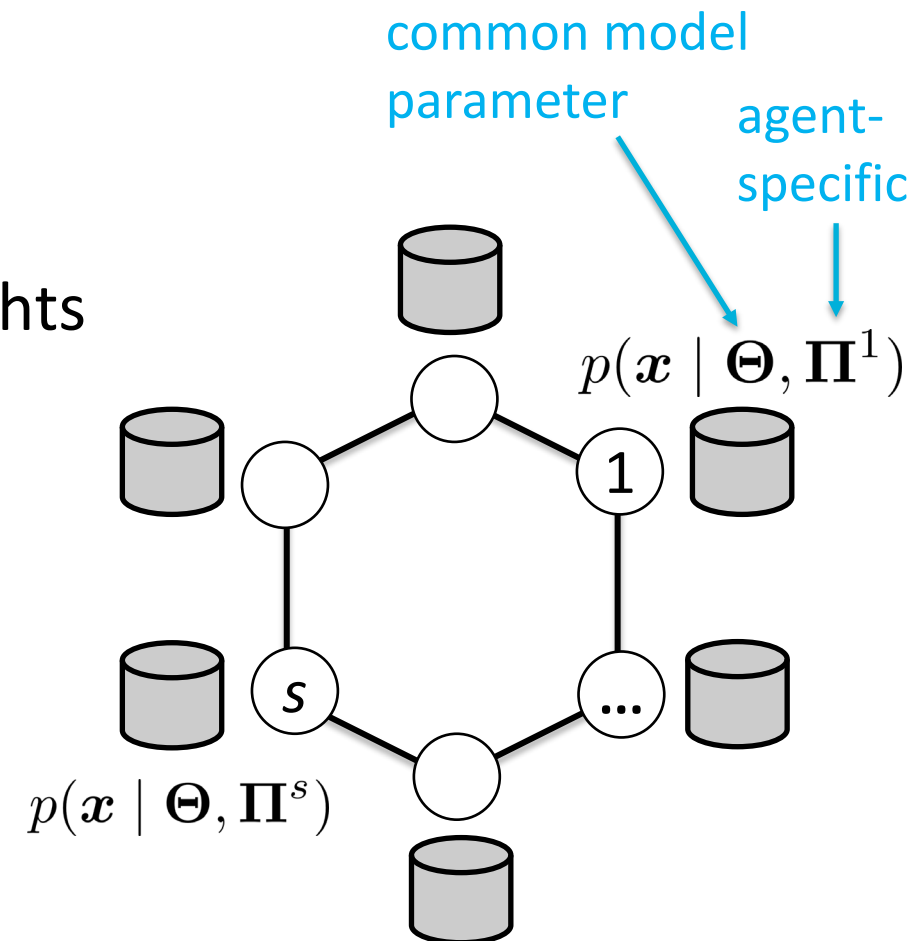 common model
parameter
agent-
specific
hts
p(x | Θ, Π¹)
1
s
...
p(x | Θ, Πˢ)